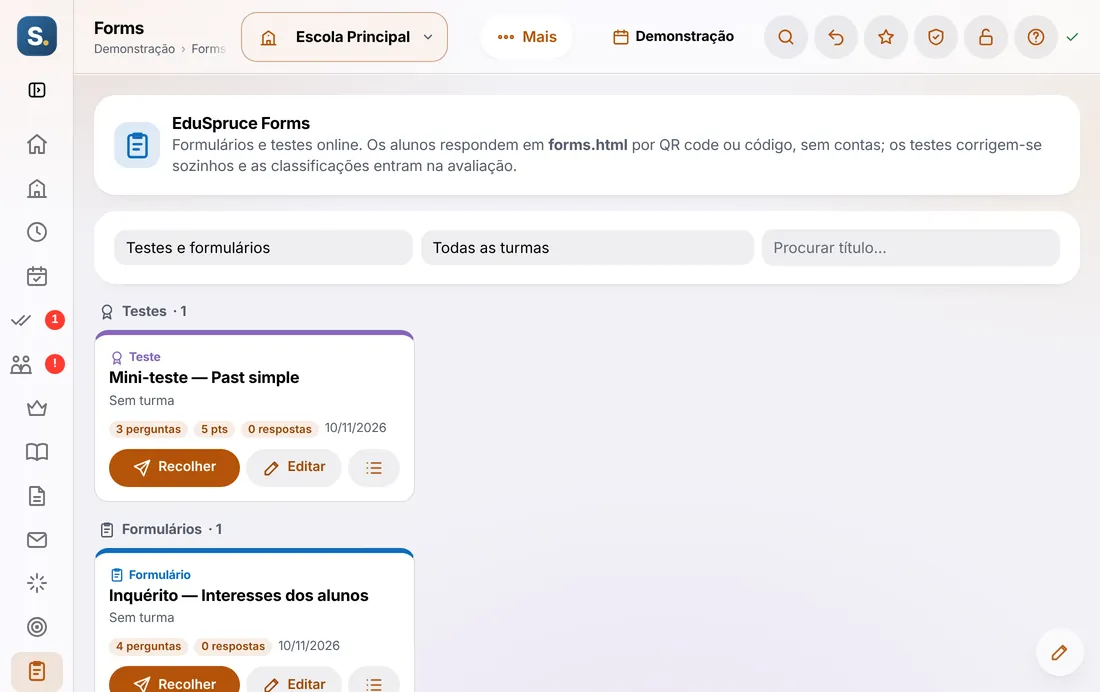 S.
Forms
Demonstração › Forms
Escola Principal
Mais
Demonstração
EduSpruce Forms
Formulários e testes online. Os alunos respondem em forms.html por QR code ou código, sem contas; os testes corrigem-se
sozinhos e as classificações entram na avaliação.
Testes e formulários
Todas as turmas
Procurar título...
1
!
Testes · 1
Teste
Mini-teste — Past simple
Sem turma
3 perguntas
5 pts
0 respostas
10/11/2026
Recolher
Editar
Formulários · 1
Formulário
Inquérito — Interesses dos alunos
Sem turma
4 perguntas
0 respostas
10/11/2026
Recolher
Editar